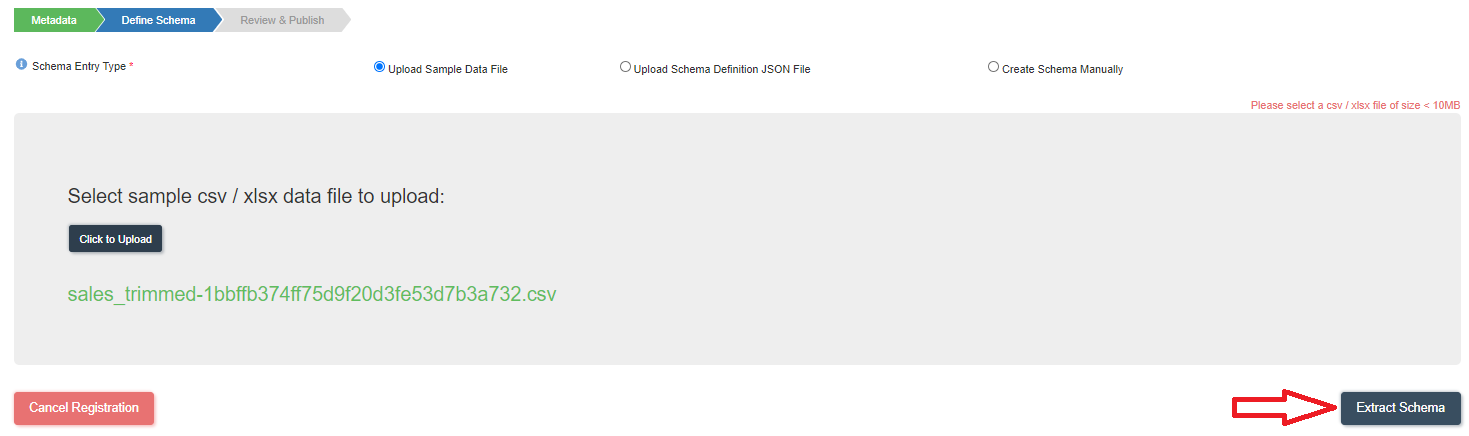 Metadata Define Schema Review & Publish
Schema Entry Type * Upload Sample Data File Upload Schema Definition JSON File Create Schema Manually
Please select a csv / xlsx file of size < 10MB
Select sample csv / xlsx data file to upload:
Click to Upload
sales_trimmed-1bbffb374ff75d9f20d3fe53d7b3a732.csv
Cancel Registration Extract Schema